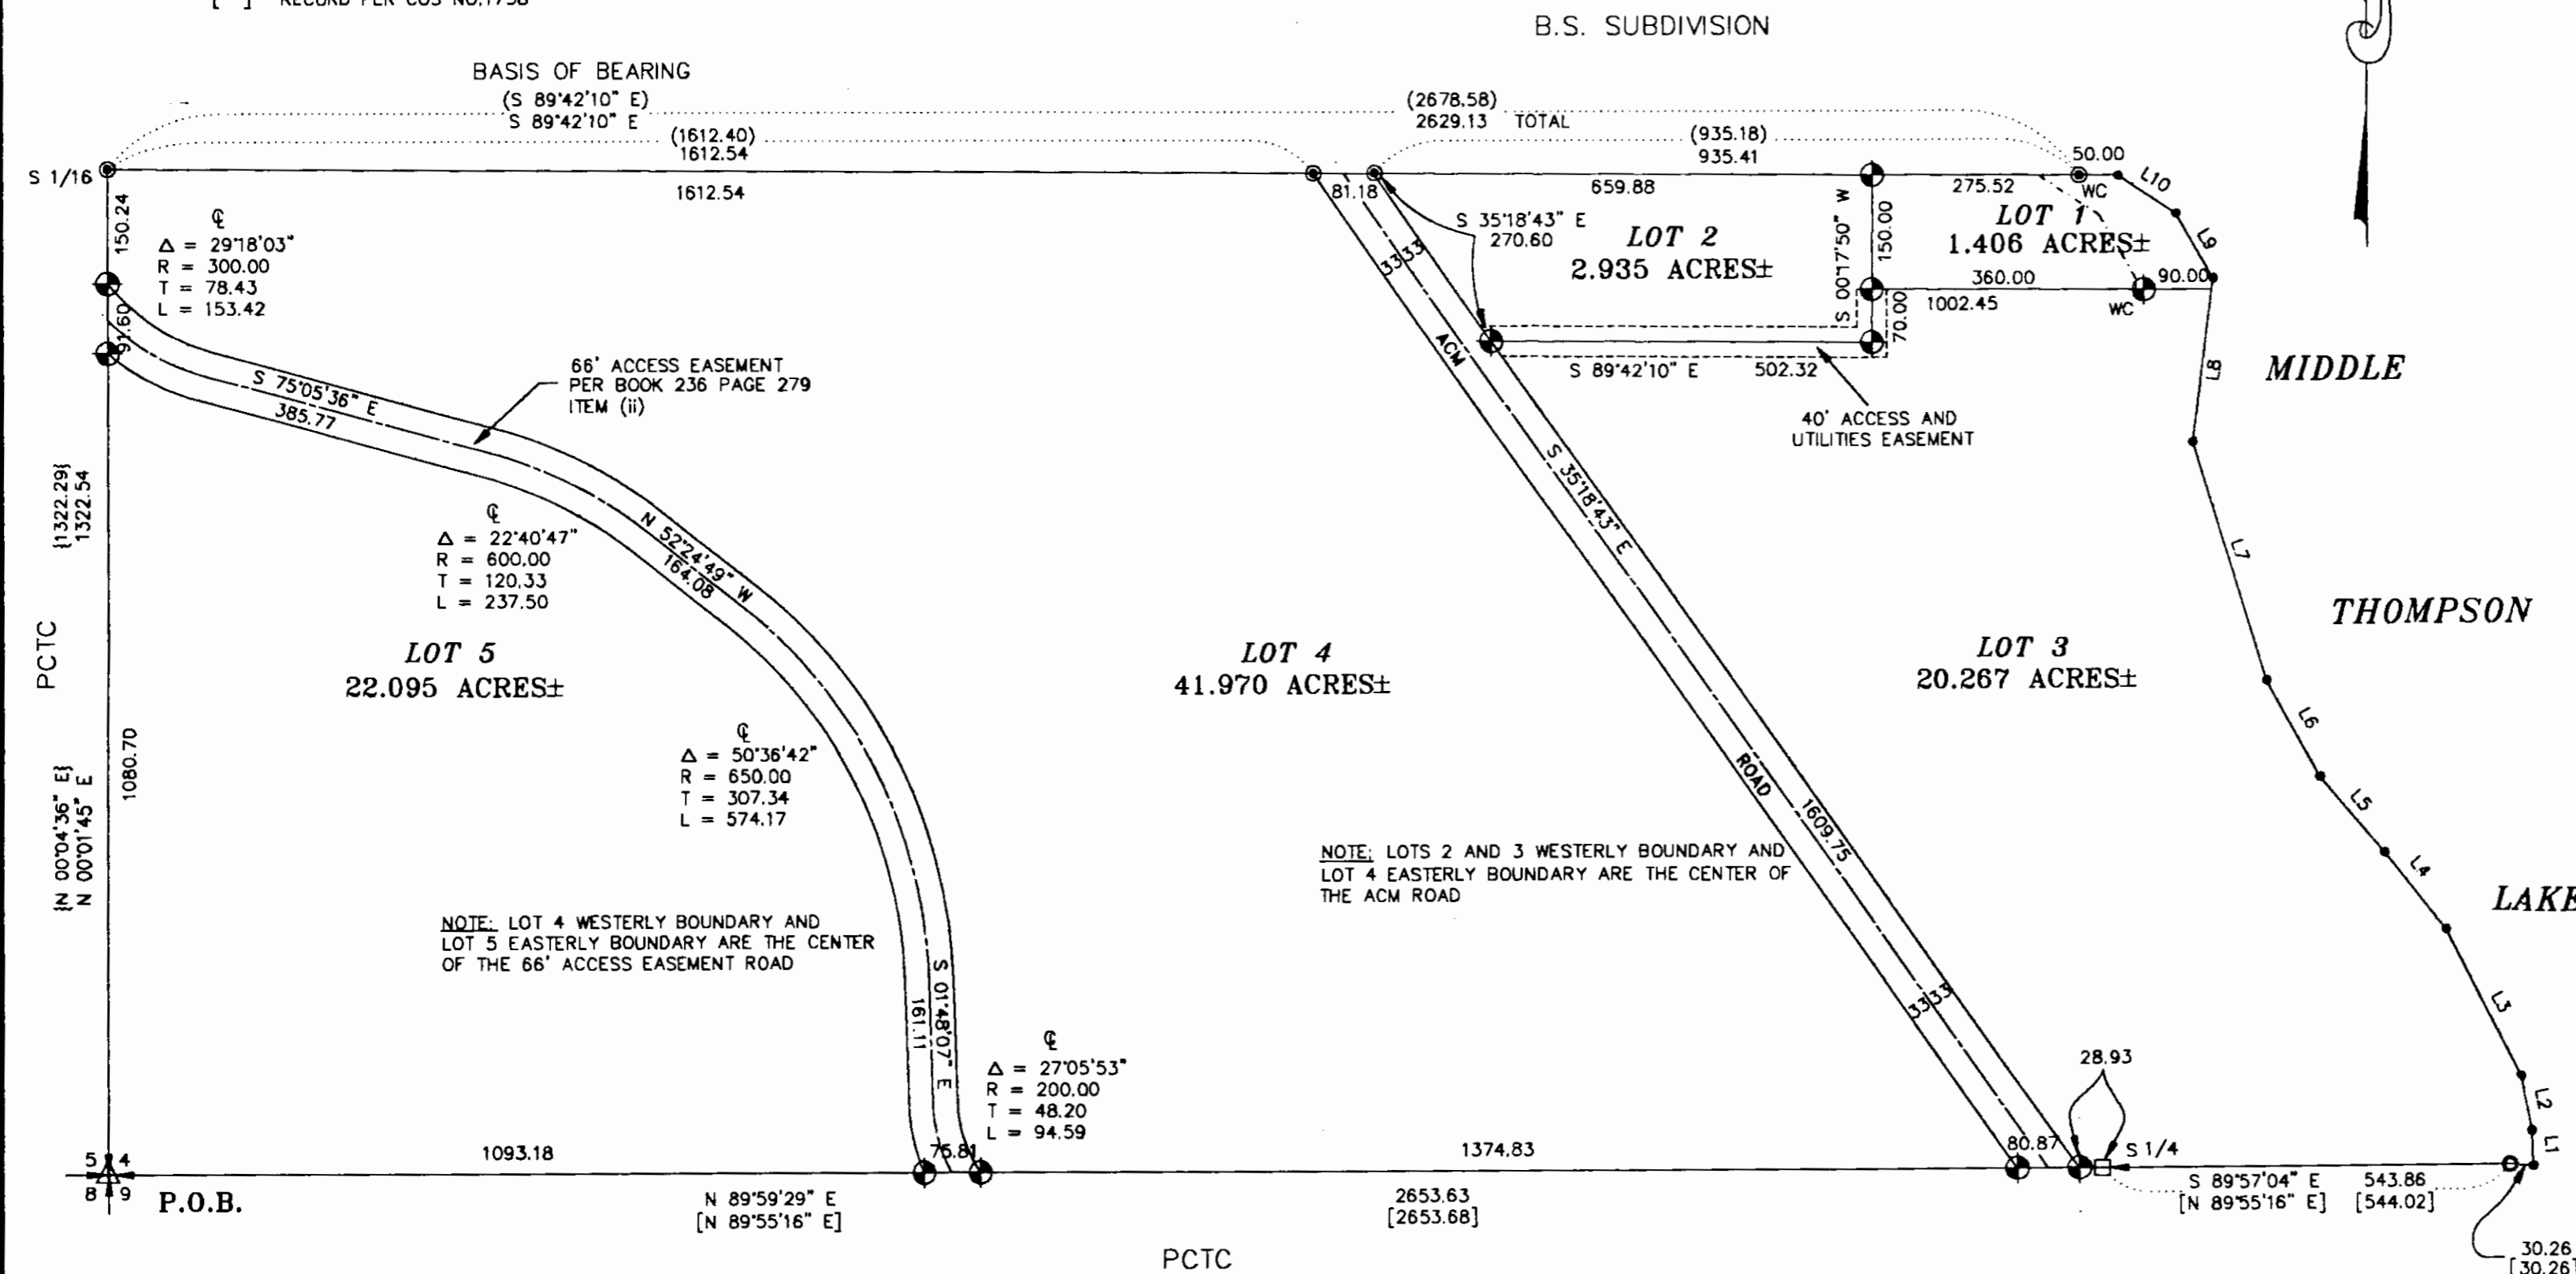 [ ] RECORD PER COS NO.1758
B.S. SUBDIVISION
BASIS OF BEARING
(S 89°42'10" E)
S 89°42'10" E
(2678.58)
2629.13 TOTAL
(1612.40)
1612.54
(935.18)
935.41
50.00
S 1/16
1612.54
81.18
659.88
275.52
WC
L10
150.24
℄
Δ = 29°18'03"
R = 300.00
T = 78.43
L = 153.42
91.60
S 35°18'43" E
270.60
33 33
LOT 2
2.935 ACRES±
S 00°17'50" W
150.00
LOT 1
1.406 ACRES±
L9
360.00
90.00
1002.45
WC
70.00
S 89°42'10" E 502.32
40' ACCESS AND
UTILITIES EASEMENT
L8
MIDDLE
66' ACCESS EASEMENT
PER BOOK 236 PAGE 279
ITEM (ii)
S 75°05'36" E
385.77
ACM
{1322.29}
1322.54
℄
Δ = 22°40'47"
R = 600.00
T = 120.33
L = 237.50
N 52°24'49" W
164.08
S 35°18'43" E
L7
THOMPSON
PCTC
LOT 5
22.095 ACRES±
LOT 4
41.970 ACRES±
LOT 3
20.267 ACRES±
L6
1080.70
{N 00°04'36" E}
N 00°01'45" E
℄
Δ = 50°36'42"
R = 650.00
T = 307.34
L = 574.17
ROAD
1609.75
L5
L4
LAKE
NOTE: LOTS 2 AND 3 WESTERLY BOUNDARY AND
LOT 4 EASTERLY BOUNDARY ARE THE CENTER OF
THE ACM ROAD
NOTE: LOT 4 WESTERLY BOUNDARY AND
LOT 5 EASTERLY BOUNDARY ARE THE CENTER
OF THE 66' ACCESS EASEMENT ROAD
161.11
S 01°48'07" E
33 33
L3
℄
Δ = 27°05'53"
R = 200.00
T = 48.20
L = 94.59
28.93
L2
L1
5 4
8 9
P.O.B.
1093.18
75.81
1374.83
80.87
S 1/4
N 89°59'29" E
[N 89°55'16" E]
2653.63
[2653.68]
S 89°57'04" E 543.86
[N 89°55'16" E] [544.02]
30.26
[30.26]
PCTC